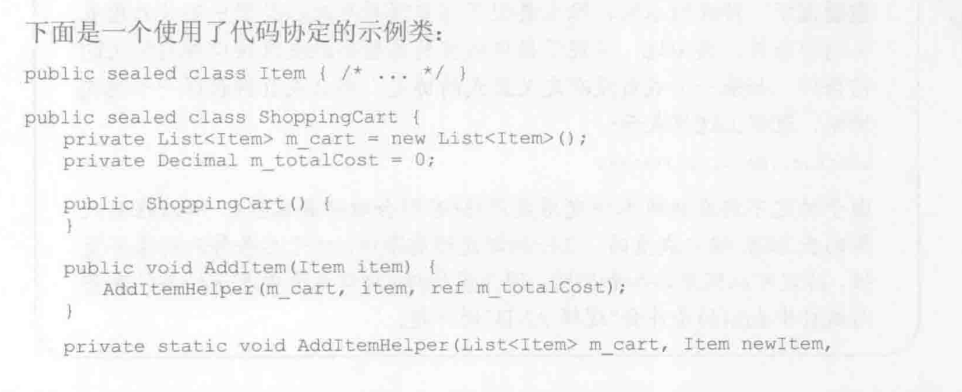 下面是一个使用了代码协定的示例类：
public sealed class Item { /* ... */ }
public sealed class ShoppingCart {
private List<Item> m_cart = new List<Item>();
private Decimal m_totalCost = 0;
public ShoppingCart() {
}
public void AddItem(Item item) {
AddItemHelper(m_cart, item, ref m_totalCost);
}
private static void AddItemHelper(List<Item> m_cart, Item newItem,